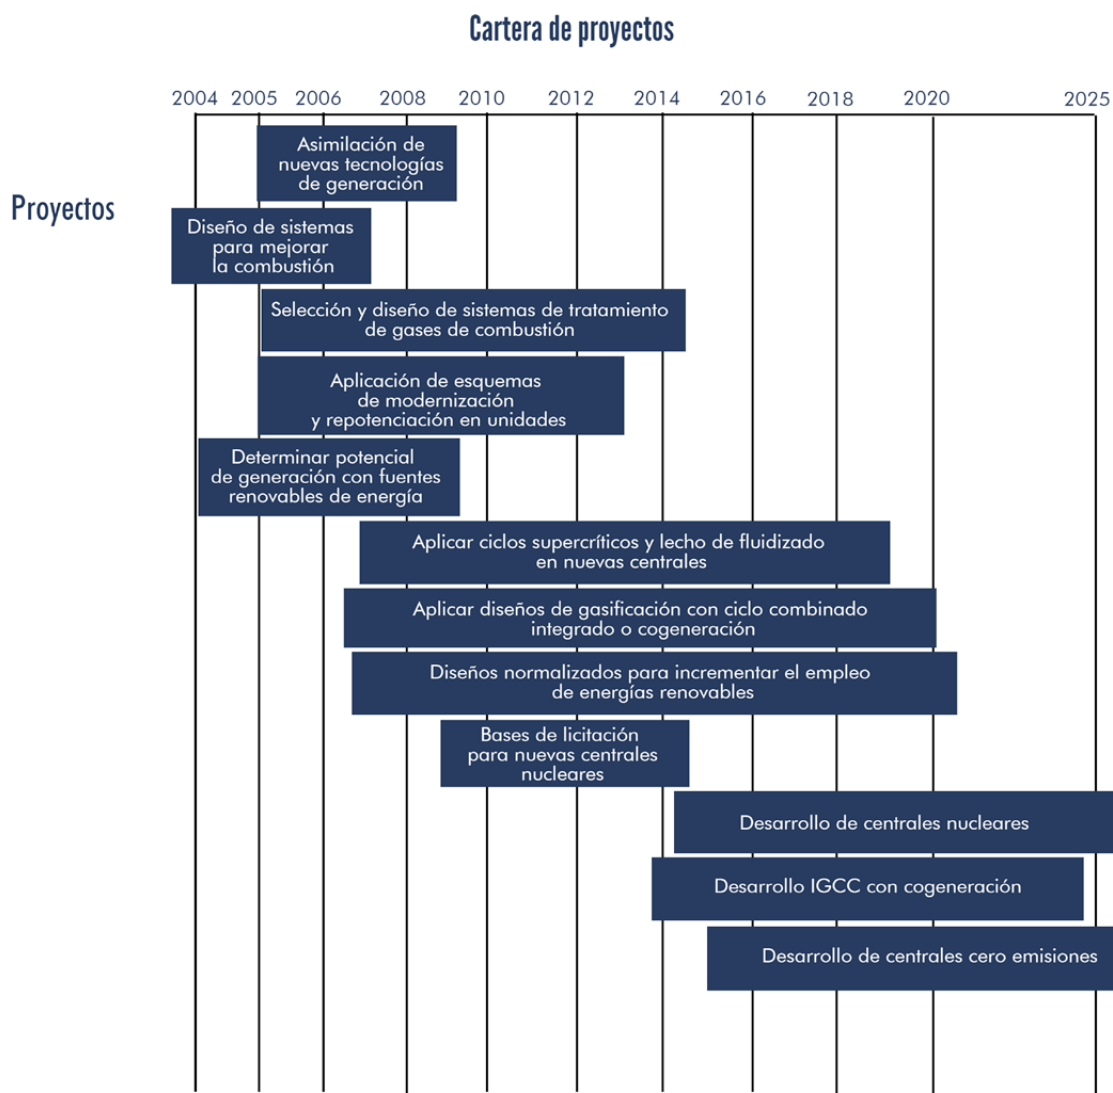 Cartera de proyectos
2004 2005 2006 2008 2010 2012 2014 2016 2018 2020 2025
Proyectos
Asimilación de
nuevas tecnologías
de generación
Diseño de sistemas
para mejorar
la combustión
Selección y diseño de sistemas de tratamiento
de gases de combustión
Aplicación de esquemas
de modernización
y repotenciación en unidades
Determinar potencial
de generación con fuentes
renovables de energía
Aplicar ciclos supercríticos y lecho de fluidizado
en nuevas centrales
Aplicar diseños de gasificación con ciclo combinado
integrado o cogeneración
Diseños normalizados para incrementar el empleo
de energías renovables
Bases de licitación
para nuevas centrales
nucleares
Desarrollo de centrales nucleares
Desarrollo IGCC con cogeneración
Desarrollo de centrales cero emisiones